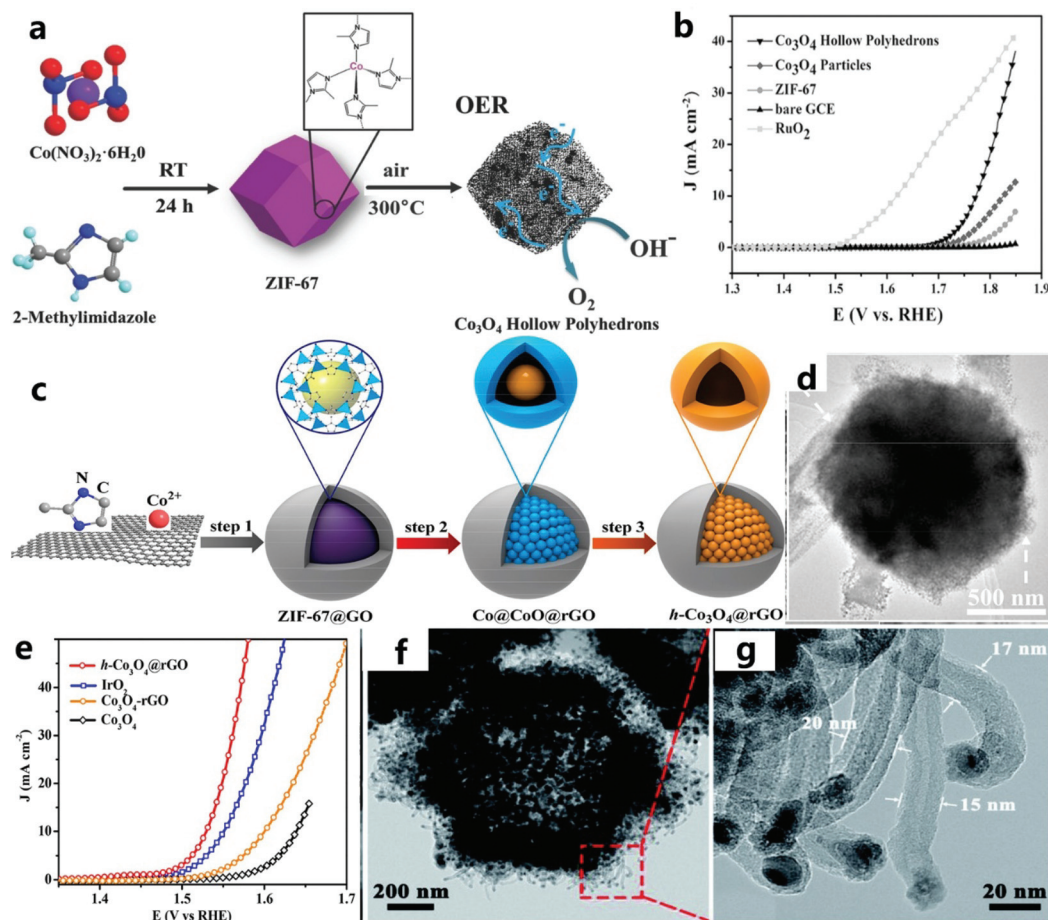 a
Co(NO₃)₂·6H₂0
2-Methylimidazole
RT
24 h
ZIF-67
Co
air
300°C
OER
e⁻
e⁻
e⁻
OH⁻
O₂
Co₃O₄ Hollow Polyhedrons
b
Co₃O₄ Hollow Polyhedrons
Co₃O₄ Particles
ZIF-67
bare GCE
RuO₂
J (mA cm⁻²)
40
30
20
10
0
1.3
1.4
1.5
1.6
1.7
1.8
1.9
E (V vs. RHE)
c
N
C
Co²⁺
step 1
ZIF-67@GO
step 2
Co@CoO@rGO
step 3
h-Co₃O₄@rGO
d
500 nm
e
h-Co₃O₄@rGO
IrO₂
Co₃O₄-rGO
Co₃O₄
J (mA cm⁻²)
40
30
20
10
0
1.4
1.5
1.6
1.7
E (V vs RHE)
f
200 nm
g
17 nm
20 nm
15 nm
20 nm